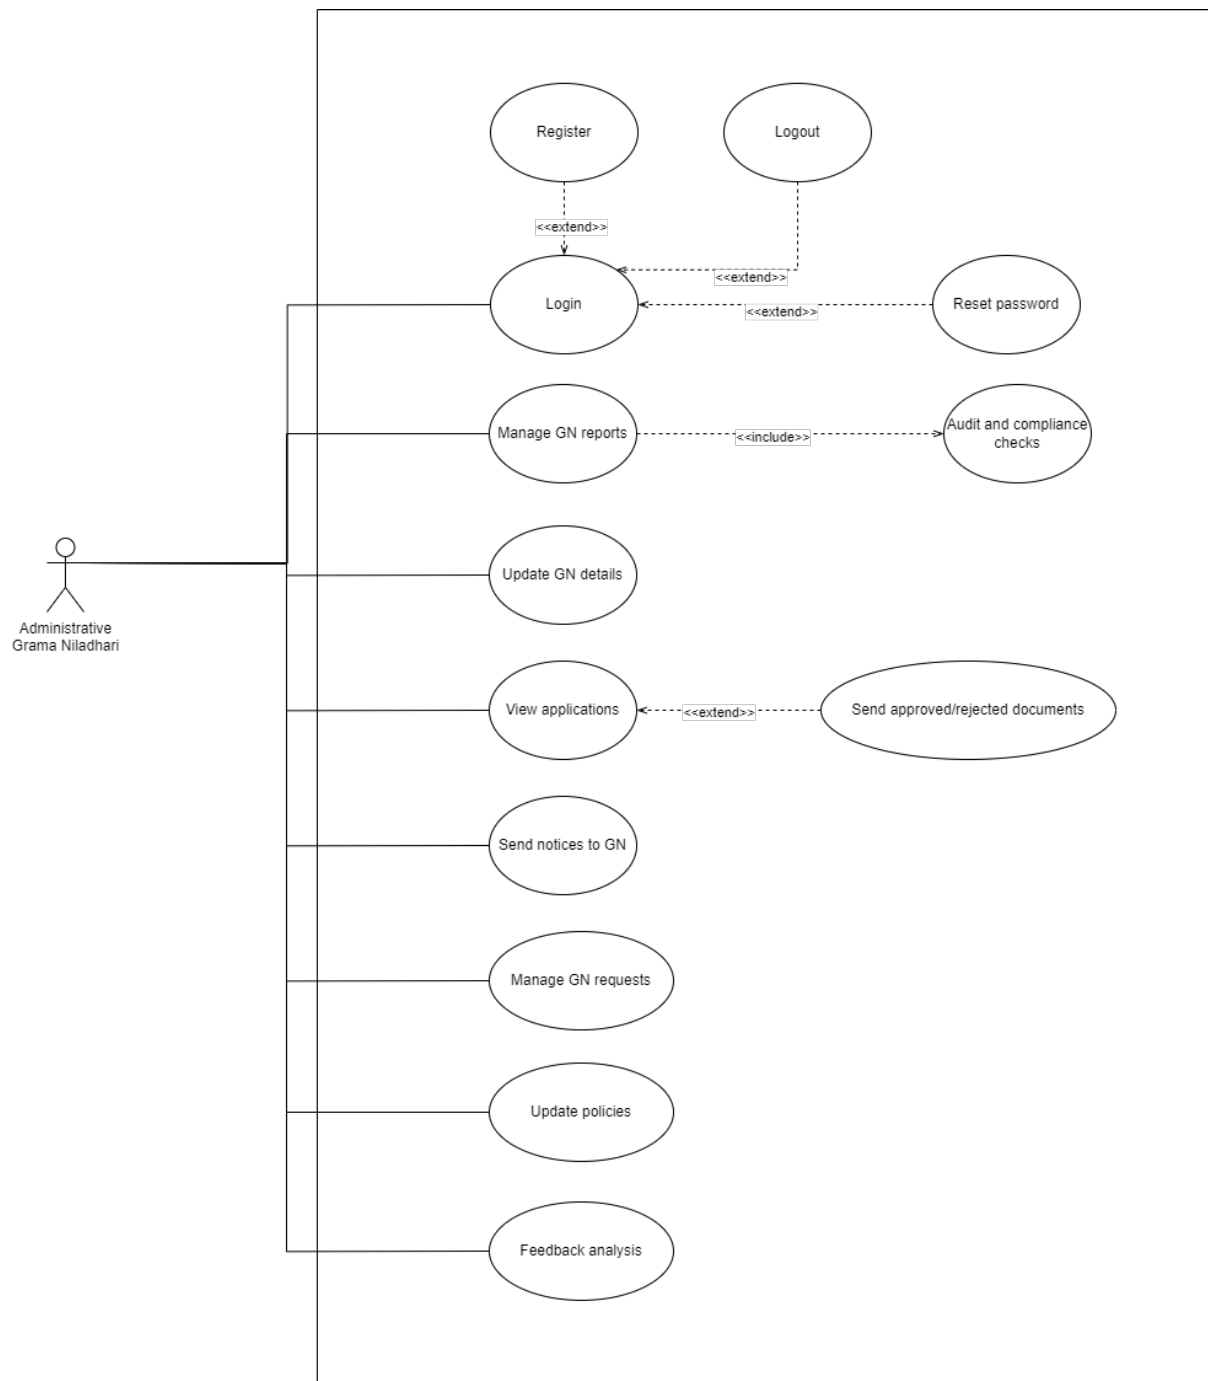 Register
Logout
<<extend>>
<<extend>>
Login
<<extend>>
Reset password
Manage GN reports
<<include>>
Audit and compliance
checks
Update GN details
Administrative
Grama Niladhari
View applications
<<extend>>
Send approved/rejected documents
Send notices to GN
Manage GN requests
Update policies
Feedback analysis